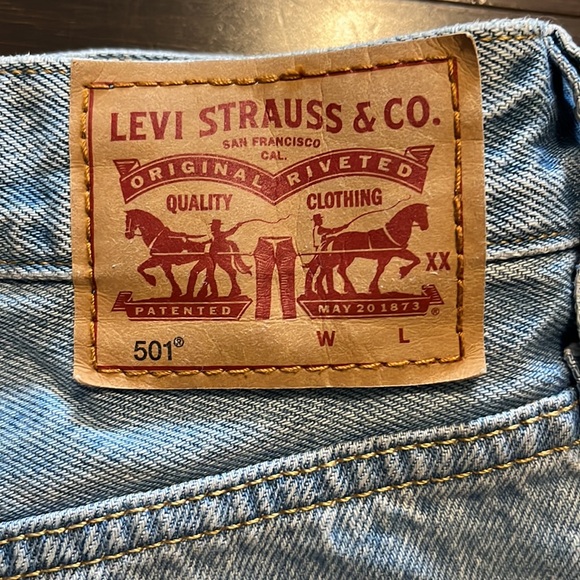 LEVI STRAUSS & CO.
SAN FRANCISCO
CAL.
ORIGINAL RIVETED
QUALITY CLOTHING
XX
PATENTED MAY 20 1873 ®
501® W L